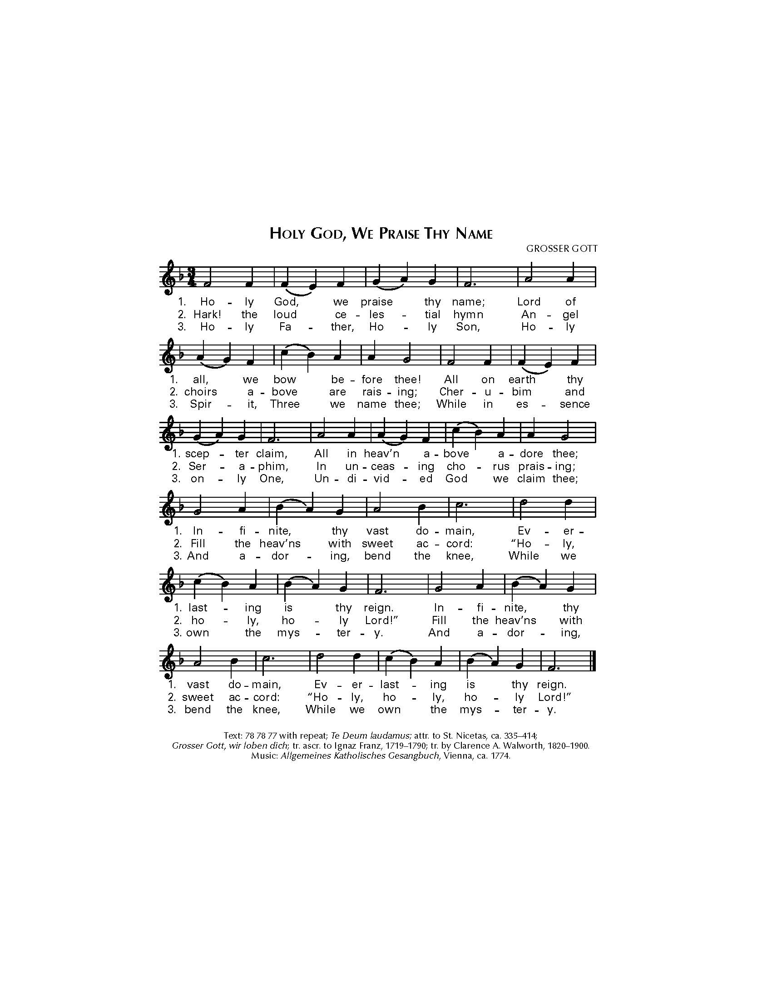 HOLY GOD, WE PRAISE THY NAME
GROSSER GOTT
1. Ho - ly God, we praise thy name; Lord of
2. Hark! the loud ce - les - tial hymn An - gel
3. Ho - ly Fa - ther, Ho - ly Son, Ho - ly
1. all, we bow be - fore thee! All on earth thy
2. choirs a - bove are rais - ing; Cher - u - bim and
3. Spir - it, Three we name thee; While in es - sence
1. scep - ter claim, All in heav’n a - bove a - dore thee;
2. Ser - a - phim, In un - ceas - ing cho - rus prais - ing;
3. on - ly One, Un - di - vid - ed God we claim thee;
1. In - fi - nite, thy vast do - main, Ev - er -
2. Fill the heav’ns with sweet ac - cord: “Ho - ly,
3. And a - dor - ing, bend the knee, While we
1. last - ing is thy reign. In - fi - nite, thy
2. ho - ly, ho - ly Lord!” Fill the heav’ns with
3. own the mys - ter - y. And a - dor - ing,
1. vast do - main, Ev - er - last - ing is thy reign.
2. sweet ac - cord: “Ho - ly, ho - ly, ho - ly Lord!”
3. bend the knee, While we own the mys - ter - y.
Text: 78 78 77 with repeat; Te Deum laudamus; attr. to St. Nicetas, ca. 335–414;
Grosser Gott, wir loben dich; tr. ascr. to Ignaz Franz, 1719–1790; tr. by Clarence A. Walworth, 1820–1900.
Music: Allgemeines Katholisches Gesangbuch, Vienna, ca. 1774.